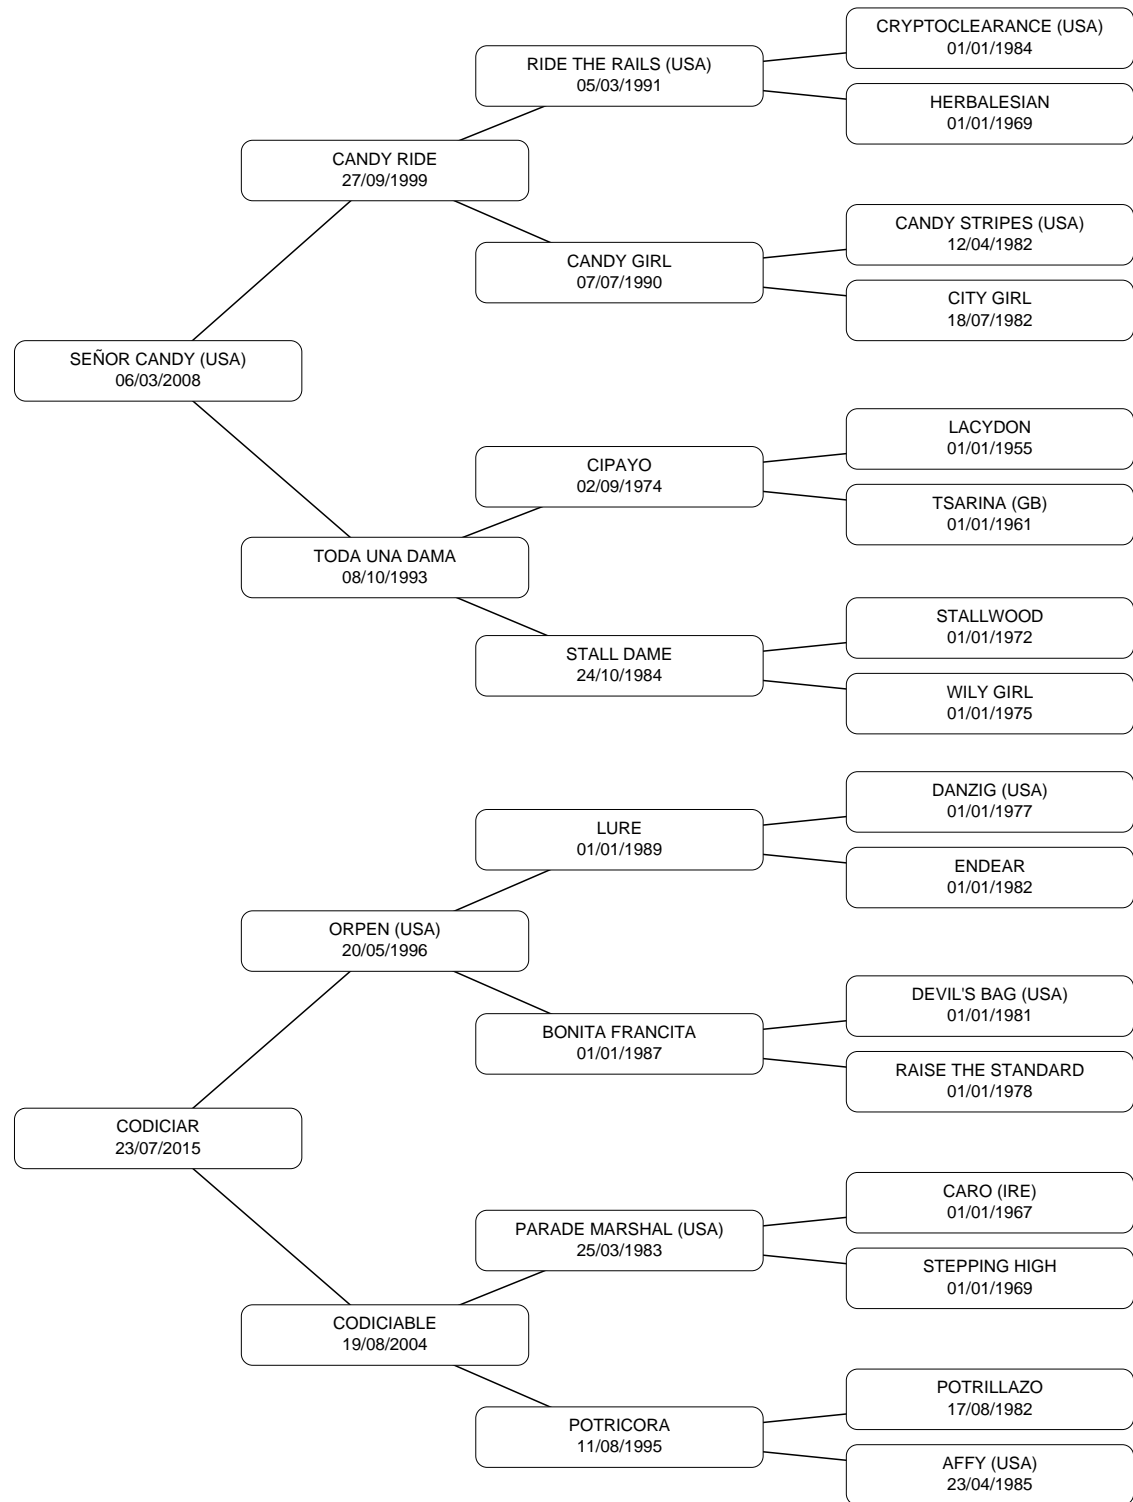 CRYPTOCLEARANCE (USA)
01/01/1984
RIDE THE RAILS (USA)
05/03/1991
HERBALESIAN
01/01/1969
CANDY RIDE
27/09/1999
CANDY STRIPES (USA)
12/04/1982
CANDY GIRL
07/07/1990
CITY GIRL
18/07/1982
SEÑOR CANDY (USA)
06/03/2008
LACYDON
01/01/1955
CIPAYO
02/09/1974
TSARINA (GB)
01/01/1961
TODA UNA DAMA
08/10/1993
STALLWOOD
01/01/1972
STALL DAME
24/10/1984
WILY GIRL
01/01/1975
DANZIG (USA)
01/01/1977
LURE
01/01/1989
ENDEAR
01/01/1982
ORPEN (USA)
20/05/1996
DEVIL'S BAG (USA)
01/01/1981
BONITA FRANCITA
01/01/1987
RAISE THE STANDARD
01/01/1978
CODICIAR
23/07/2015
CARO (IRE)
01/01/1967
PARADE MARSHAL (USA)
25/03/1983
STEPPING HIGH
01/01/1969
CODICIABLE
19/08/2004
POTRILLAZO
17/08/1982
POTRICORA
11/08/1995
AFFY (USA)
23/04/1985